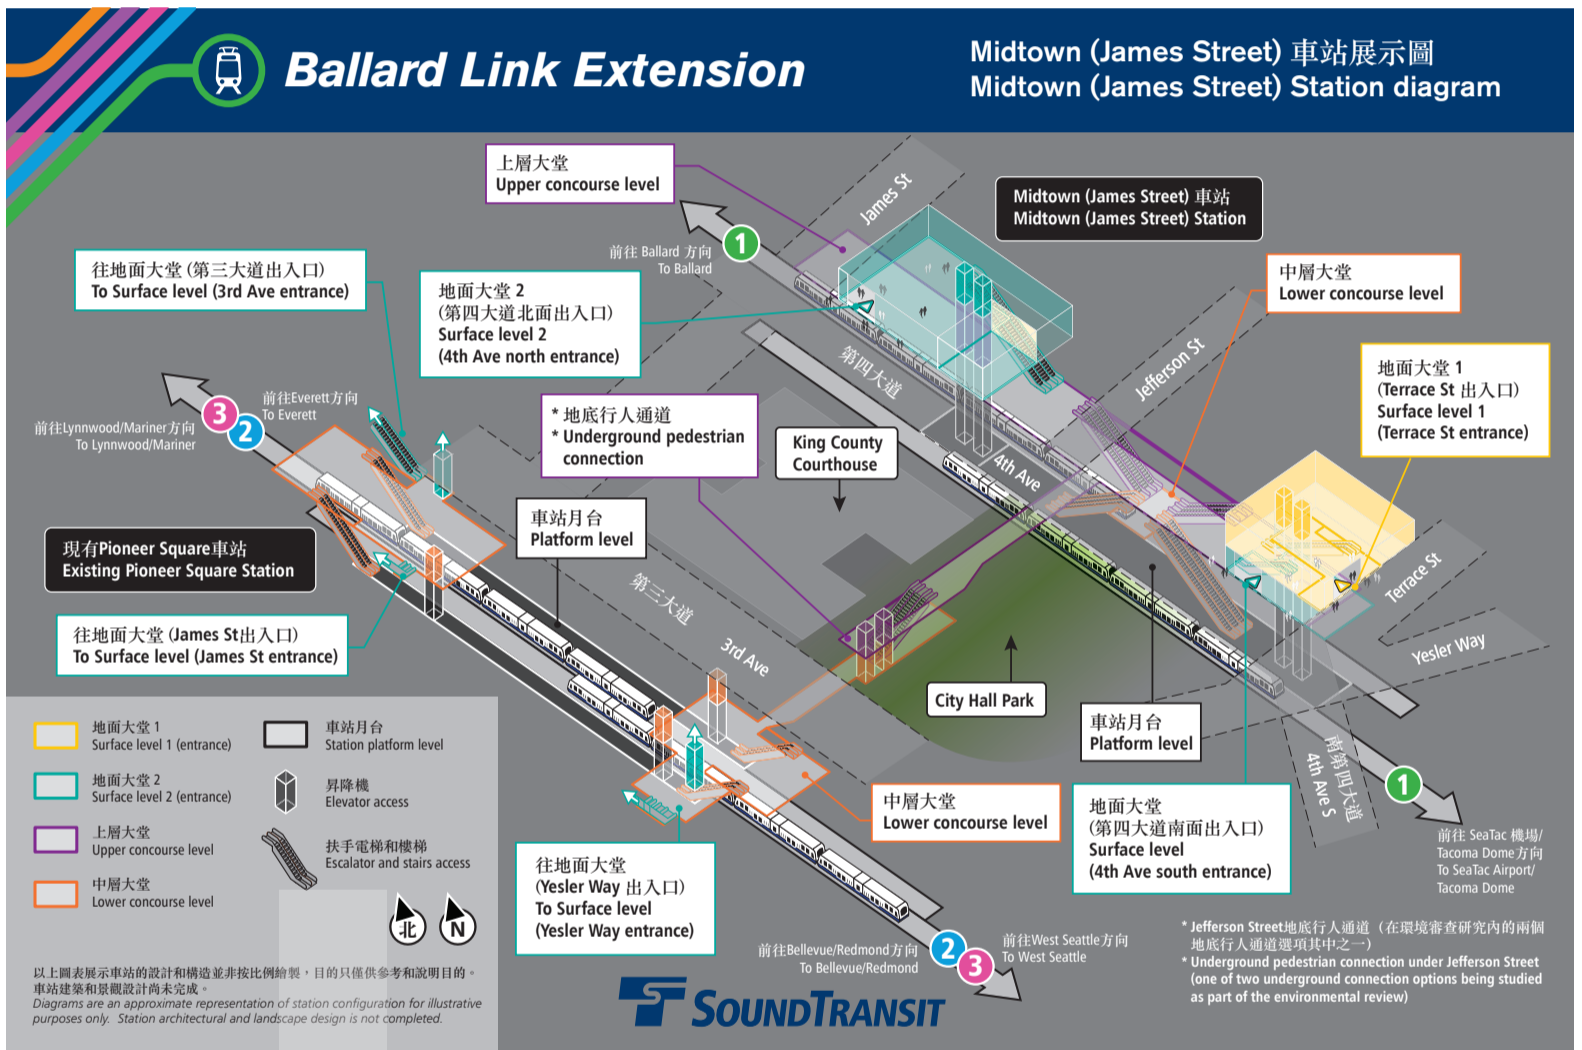 Ballard Link Extension
Midtown (James Street) 車站展示圖
Midtown (James Street) Station diagram
上層大堂
Upper concourse level
James St
Midtown (James Street) 車站
Midtown (James Street) Station
1
前往 Ballard 方向
To Ballard
往地面大堂 (第三大道出入口)
To Surface level (3rd Ave entrance)
地面大堂 2
(第四大道北面出入口)
Surface level 2
(4th Ave north entrance)
中層大堂
Lower concourse level
第四大道
Jefferson St
地面大堂 1
(Terrace St 出入口)
Surface level 1
(Terrace St entrance)
3
2
前往Everett方向
To Everett
前往Lynnwood/Mariner方向
To Lynnwood/Mariner
* 地底行人通道
* Underground pedestrian
connection
King County
Courthouse
4th Ave
車站月台
Platform level
現有Pioneer Square車站
Existing Pioneer Square Station
第三大道
3rd Ave
Terrace St
Yesler Way
往地面大堂 (James St出入口)
To Surface level (James St entrance)
City Hall Park
車站月台
Platform level
南第四大道
4th Ave S
1
前往 SeaTac 機場/
Tacoma Dome方向
To SeaTac Airport/
Tacoma Dome
地面大堂 1
Surface level 1 (entrance)
地面大堂 2
Surface level 2 (entrance)
上層大堂
Upper concourse level
中層大堂
Lower concourse level
車站月台
Station platform level
昇降機
Elevator access
扶手電梯和樓梯
Escalator and stairs access
北
N
中層大堂
Lower concourse level
地面大堂
(第四大道南面出入口)
Surface level
(4th Ave south entrance)
往地面大堂
(Yesler Way 出入口)
To Surface level
(Yesler Way entrance)
前往Bellevue/Redmond方向
To Bellevue/Redmond
2
3
前往West Seattle方向
To West Seattle
* Jefferson Street地底行人通道（在環境審查研究內的兩個
地底行人通道選項其中之一）
* Underground pedestrian connection under Jefferson Street
(one of two underground connection options being studied
as part of the environmental review)
以上圖表展示車站的設計和構造並非按比例繪製，目的只僅供參考和說明目的。
車站建築和景觀設計尚未完成。
Diagrams are an approximate representation of station configuration for illustrative
purposes only. Station architectural and landscape design is not completed.
SOUNDTRANSIT